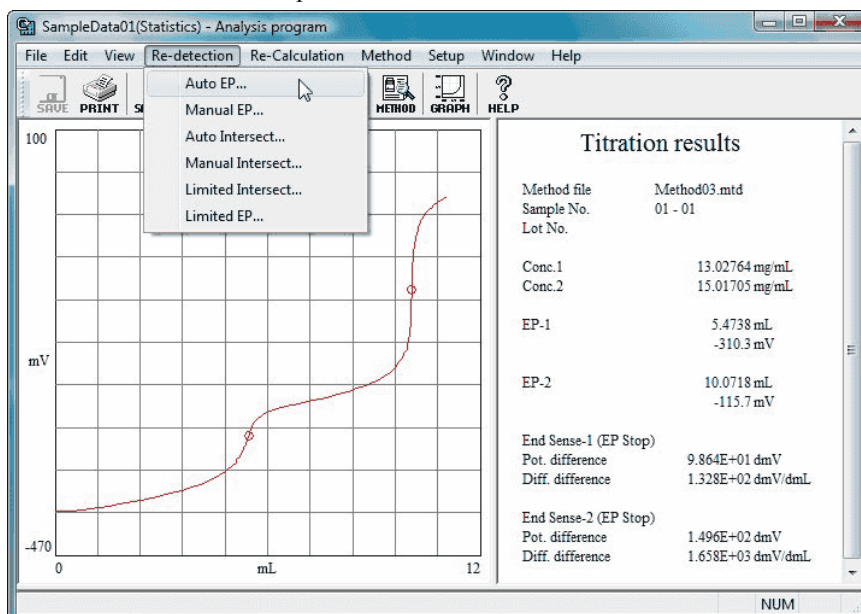 SampleData01(Statistics) - Analysis program
File Edit View Re-detection Re-Calculation Method Setup Window Help
SAVE PRINT METHOD GRAPH HELP
Auto EP...
Manual EP...
Auto Intersect...
Manual Intersect...
Limited Intersect...
Limited EP...
100
mV
-470
0 mL 12
Titration results
Method file Method03.mtd
Sample No. 01 - 01
Lot No.
Conc.1 13.02764 mg/mL
Conc.2 15.01705 mg/mL
EP-1 5.4738 mL
-310.3 mV
EP-2 10.0718 mL
-115.7 mV
End Sense-1 (EP Stop)
Pot. difference 9.864E+01 dmV
Diff. difference 1.328E+02 dmV/dmL
End Sense-2 (EP Stop)
Pot. difference 1.496E+02 dmV
Diff. difference 1.658E+03 dmV/dmL
NUM